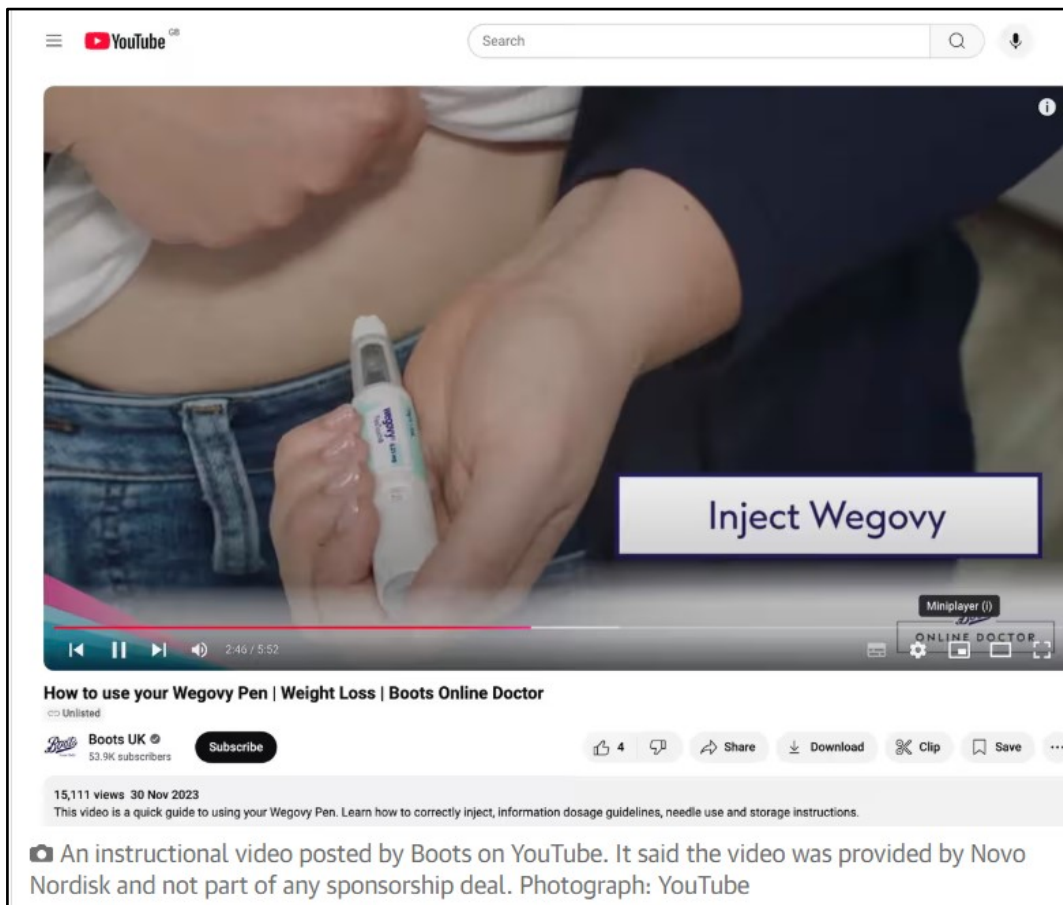 YouTube GB
Search
Wegovy
Inject Wegovy
Miniplayer (i)
ONLINE DOCTOR
2:46 / 5:52
How to use your Wegovy Pen | Weight Loss | Boots Online Doctor
Unlisted
Boots
Boots UK
53.9K subscribers
Subscribe
4
Share
Download
Clip
Save
15,111 views 30 Nov 2023
This video is a quick guide to using your Wegovy Pen. Learn how to correctly inject, information dosage guidelines, needle use and storage instructions.
An instructional video posted by Boots on YouTube. It said the video was provided by Novo
Nordisk and not part of any sponsorship deal. Photograph: YouTube